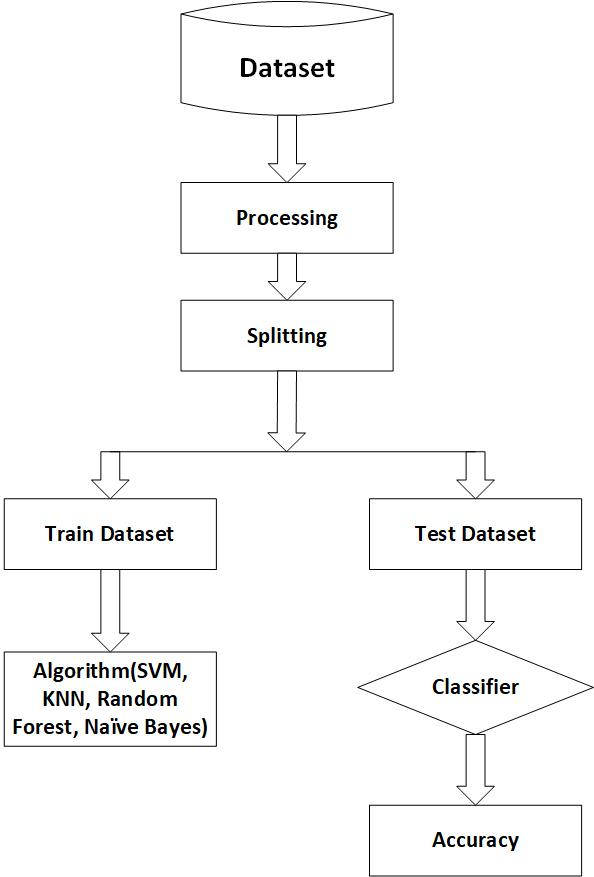 Dataset
Processing
Splitting
Train Dataset
Test Dataset
Algorithm(SVM,
KNN, Random
Forest, Naïve Bayes)
Classifier
Accuracy